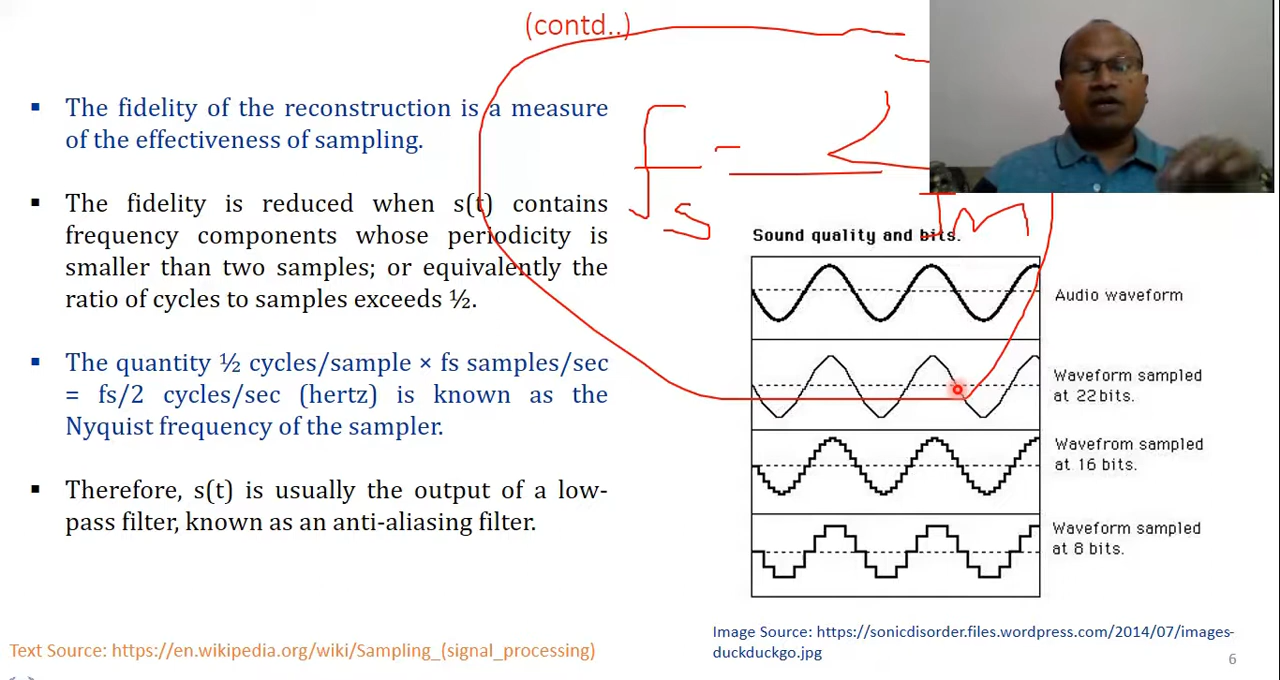 (contd..)
The fidelity of the reconstruction is a measure
of the effectiveness of sampling.
The fidelity is reduced when s(t) contains
frequency components whose periodicity is
smaller than two samples; or equivalently the
ratio of cycles to samples exceeds ½.
The quantity ½ cycles/sample × fs samples/sec
= fs/2 cycles/sec (hertz) is known as the
Nyquist frequency of the sampler.
Therefore, s(t) is usually the output of a low-
pass filter, known as an anti-aliasing filter.
Text Source: https://en.wikipedia.org/wiki/Sampling_(signal_processing)
fs =
m
Sound quality and bits.
Audio waveform
Waveform sampled
at 22 bits.
Wavefrom sampled
at 16 bits.
Waveform sampled
at 8 bits.
Image Source: https://sonicdisorder.files.wordpress.com/2014/07/images-
duckduckgo.jpg
6